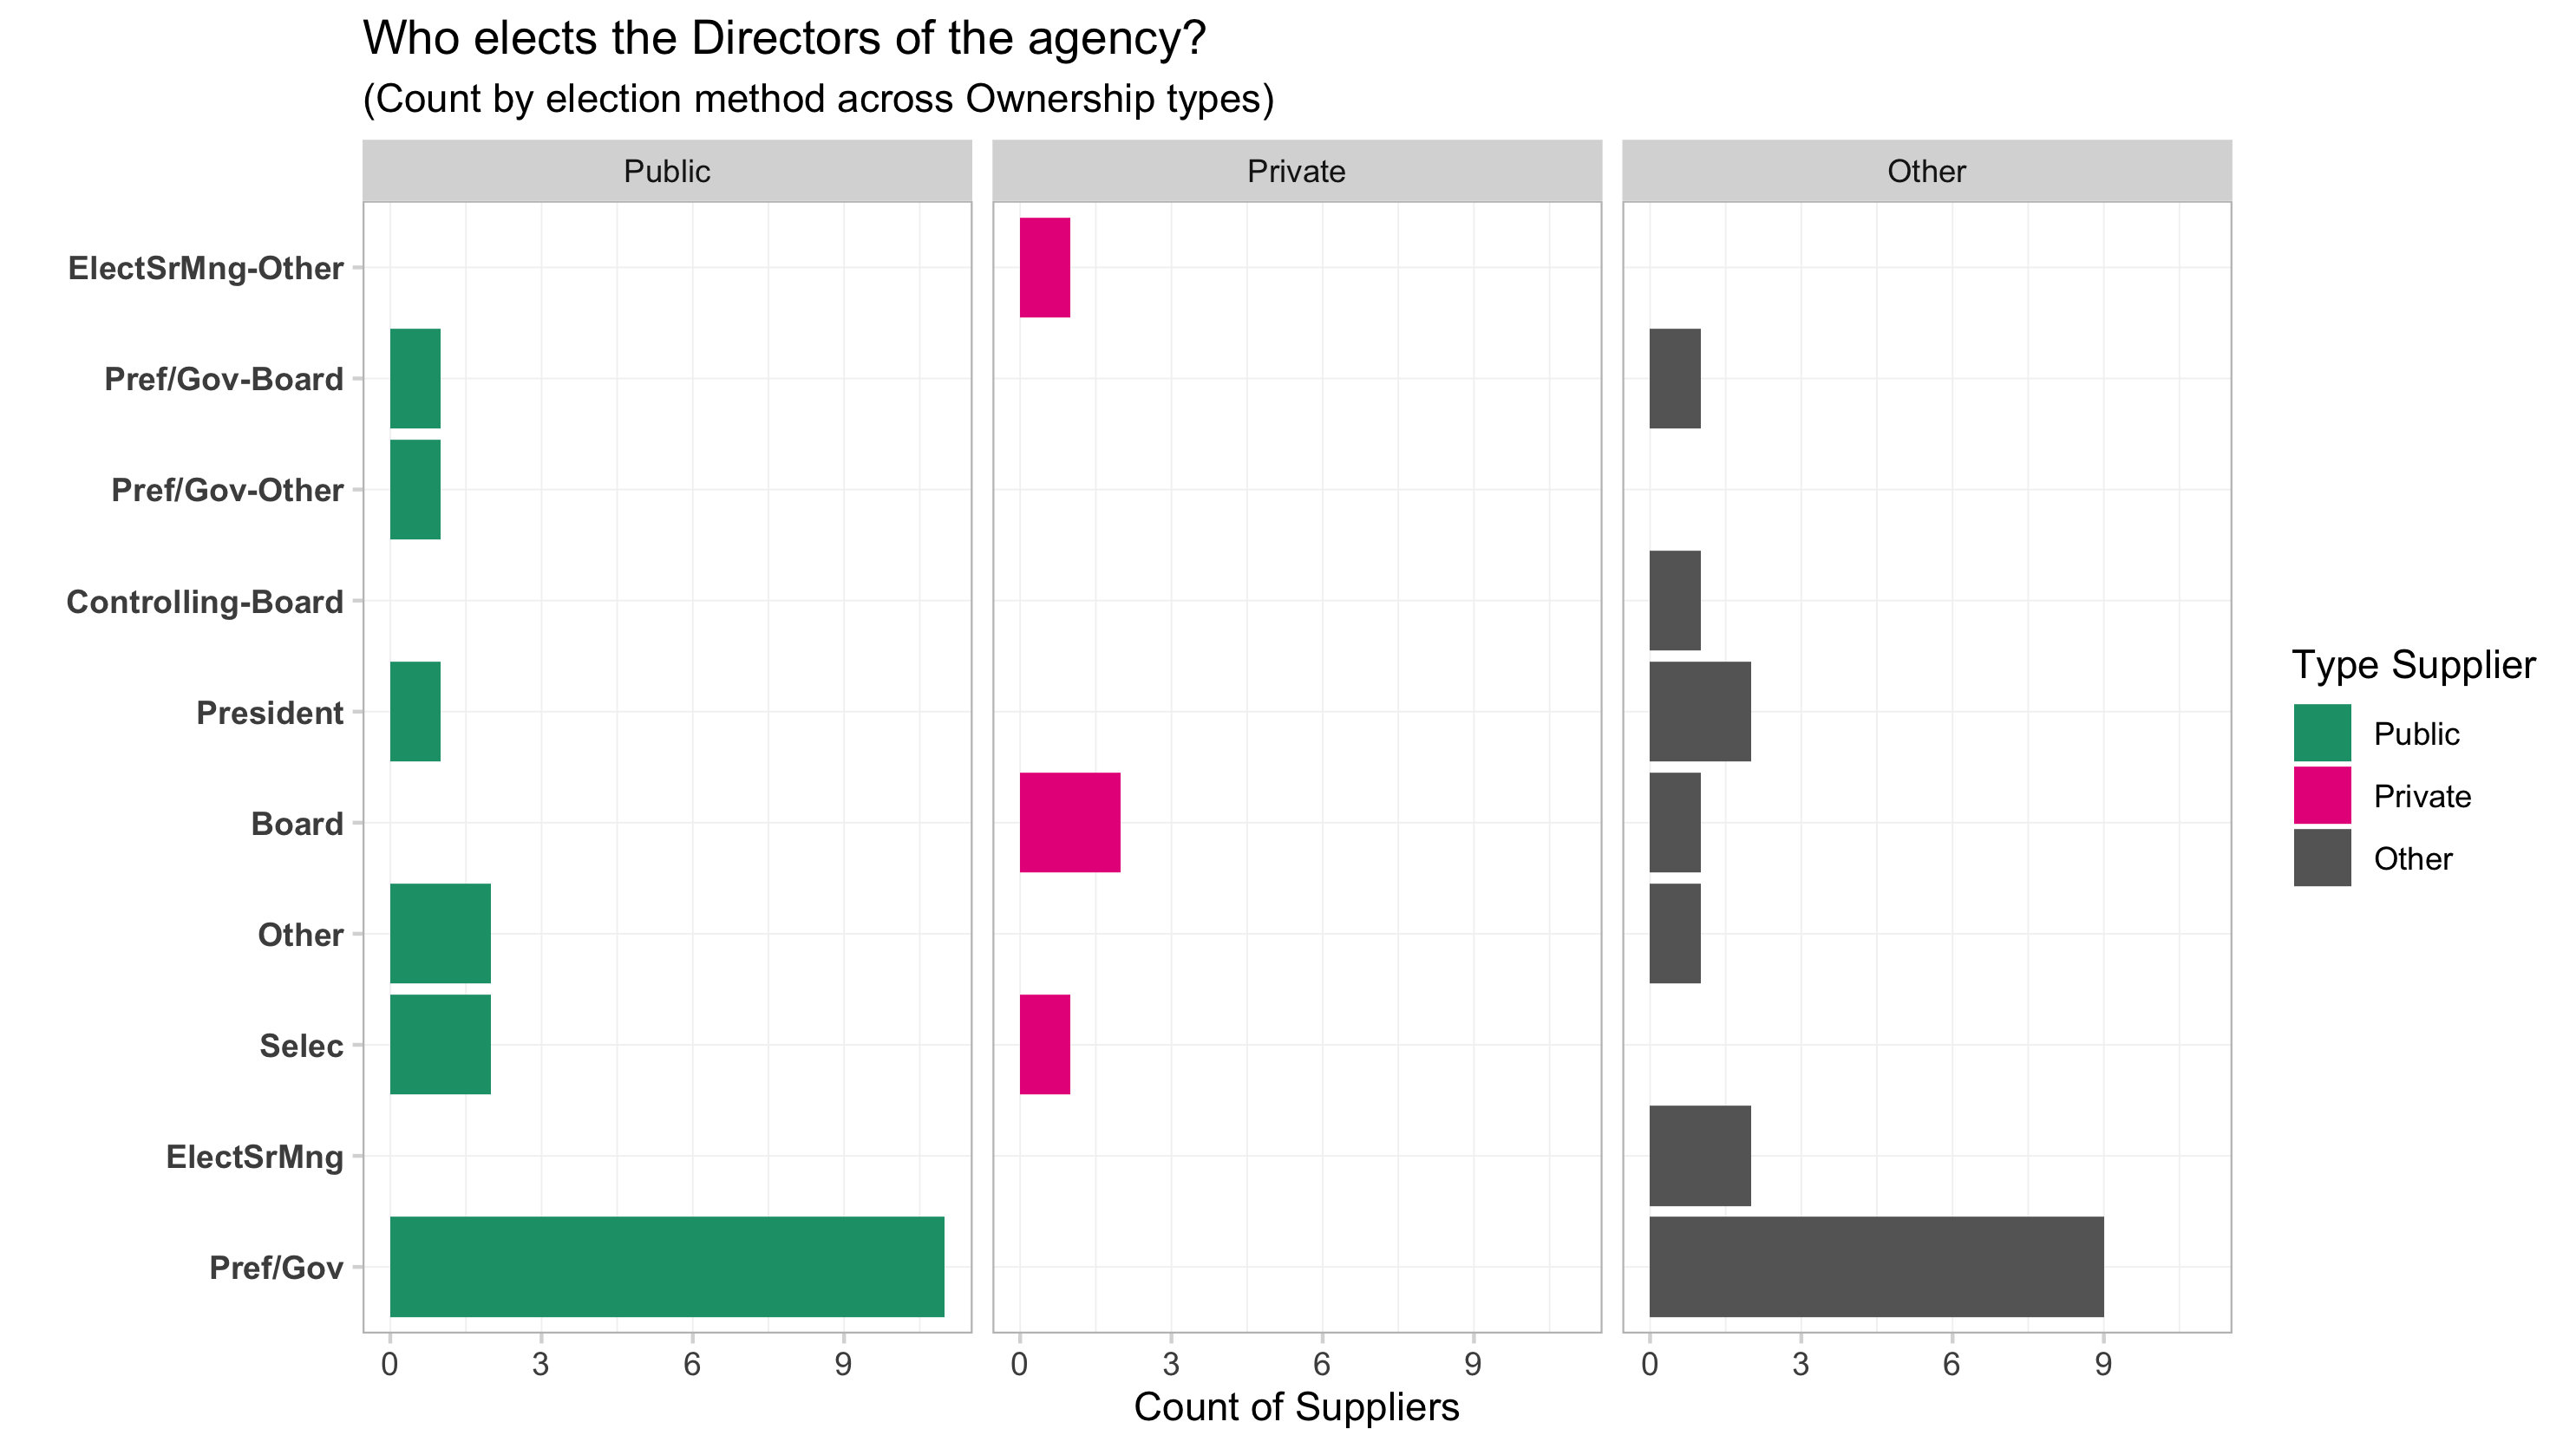 Who elects the Directors of the agency?
(Count by election method across Ownership types)
Public Private Other
ElectSrMng-Other
Pref/Gov-Board
Pref/Gov-Other
Controlling-Board
President
Board
Other
Selec
ElectSrMng
Pref/Gov
0 3 6 9 0 3 6 9 0 3 6 9
Count of Suppliers
Type Supplier
Public
Private
Other